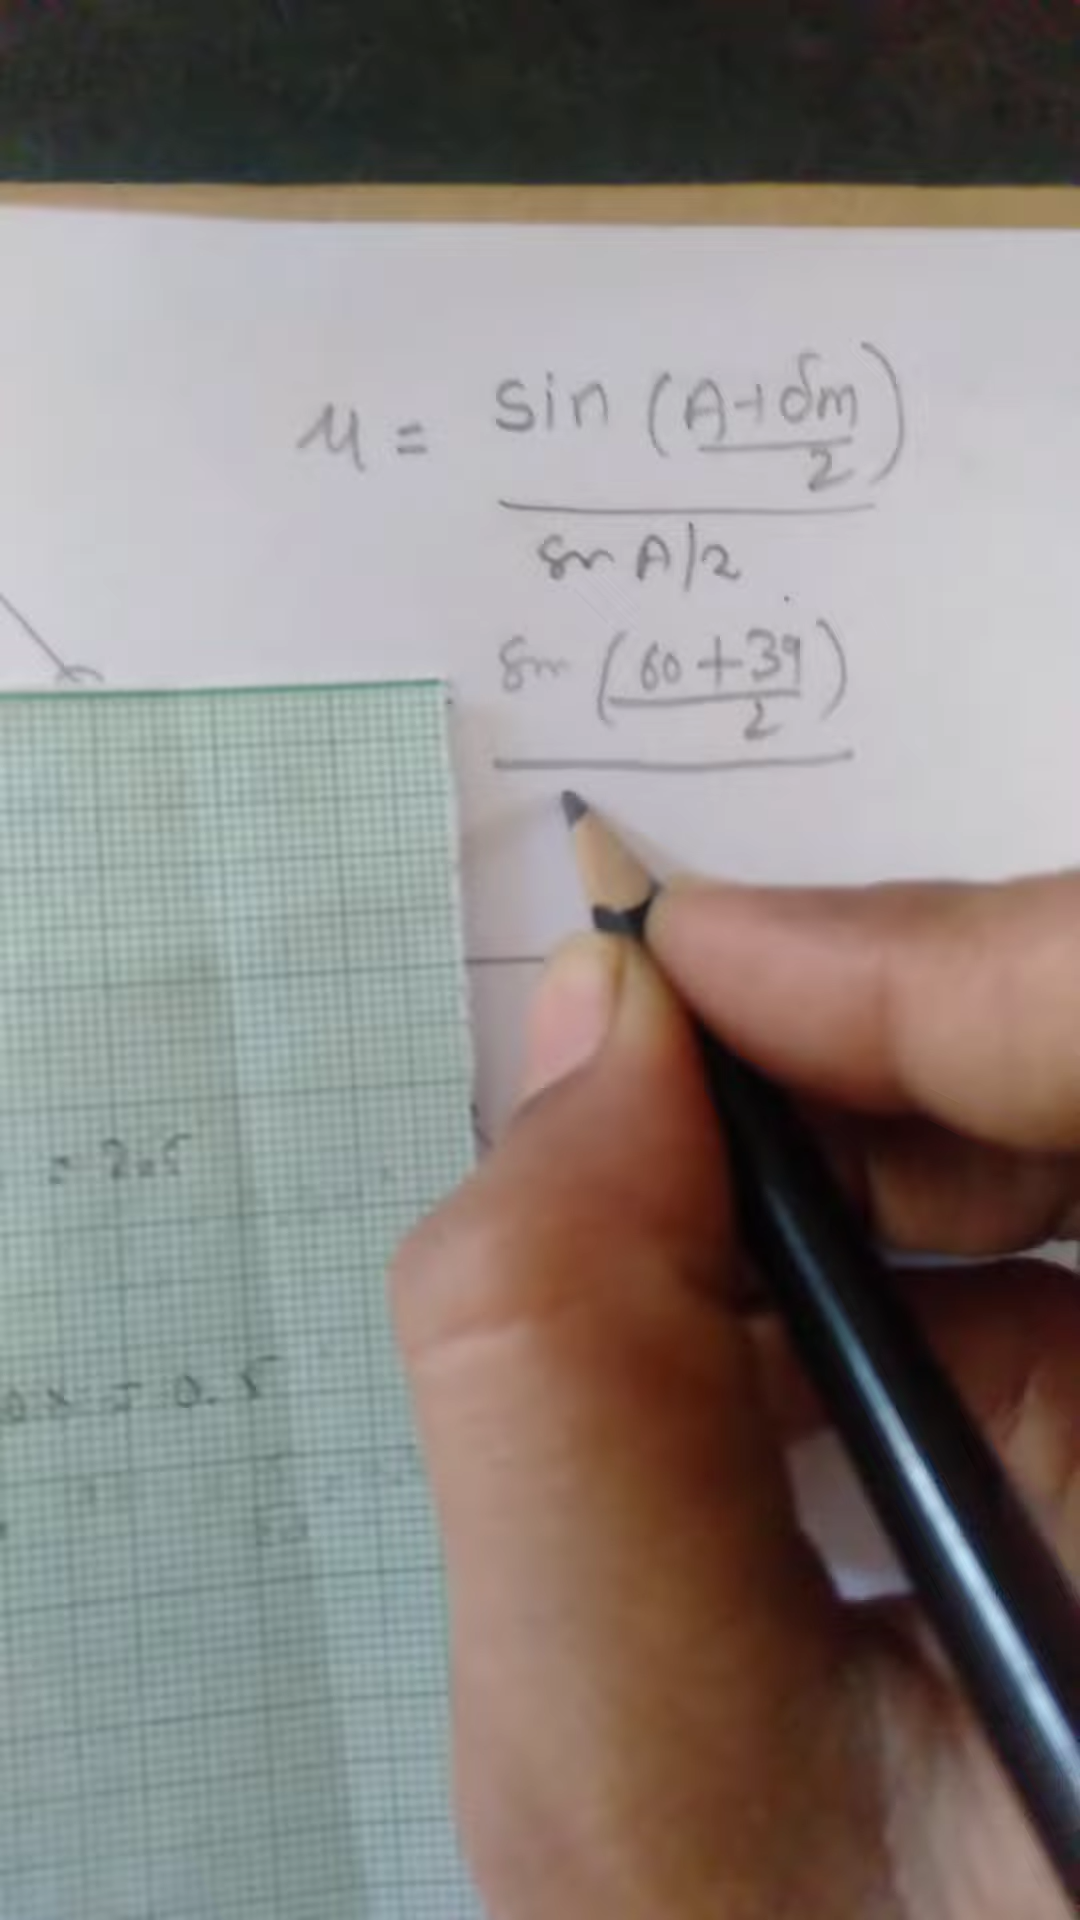 μ = sin (A+δm/2)
sin A/2
sin (60+39/2)
= 2.5
= 0.5